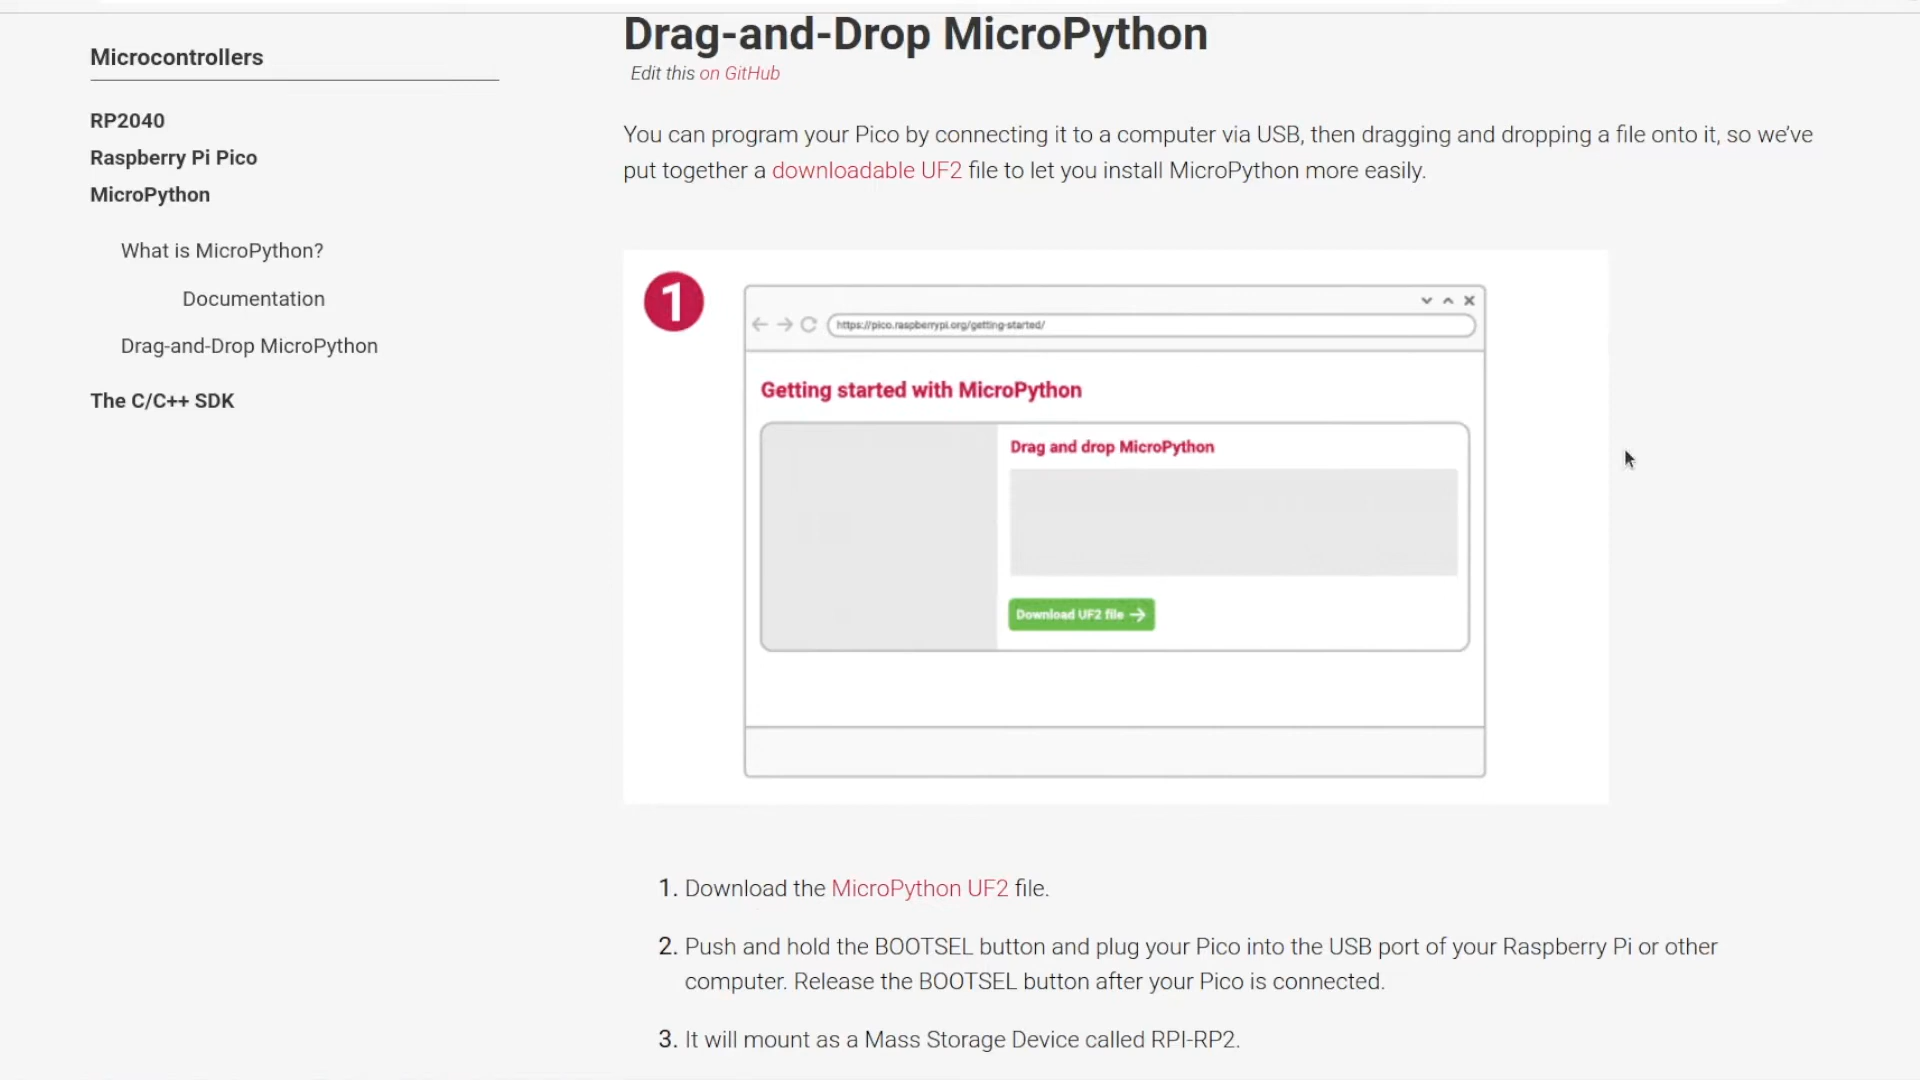 Microcontrollers
RP2040
Raspberry Pi Pico
MicroPython
What is MicroPython?
Documentation
Drag-and-Drop MicroPython
The C/C++ SDK
Drag-and-Drop MicroPython
Edit this on GitHub
You can program your Pico by connecting it to a computer via USB, then dragging and dropping a file onto it, so we’ve
put together a downloadable UF2 file to let you install MicroPython more easily.
1
https://pico.raspberrypi.org/getting-started/
Getting started with MicroPython
Drag and drop MicroPython
Download UF2 file →
1. Download the MicroPython UF2 file.
2. Push and hold the BOOTSEL button and plug your Pico into the USB port of your Raspberry Pi or other
computer. Release the BOOTSEL button after your Pico is connected.
3. It will mount as a Mass Storage Device called RPI-RP2.